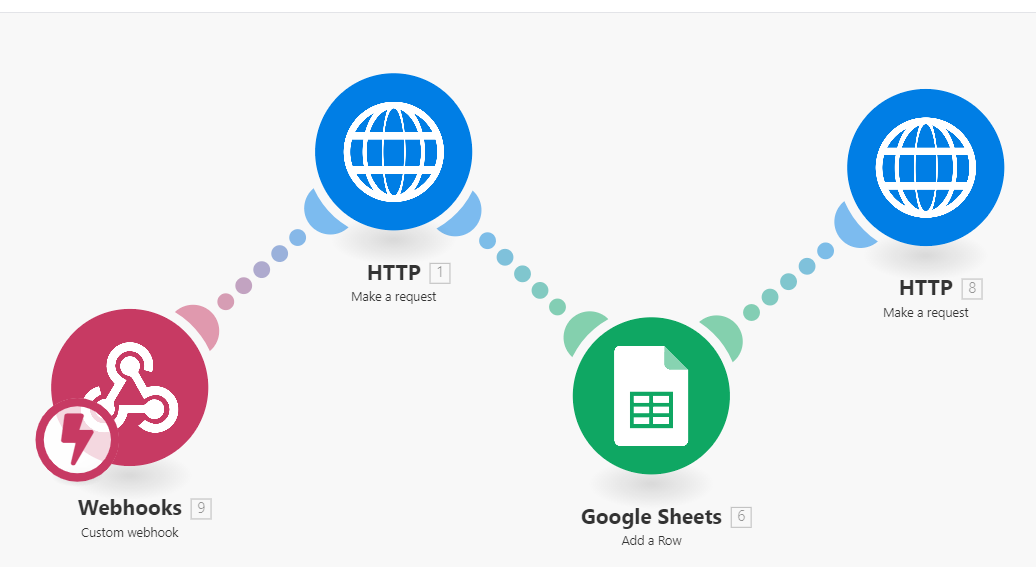 Webhooks 9
Custom webhook
HTTP 1
Make a request
Google Sheets 6
Add a Row
HTTP 8
Make a request